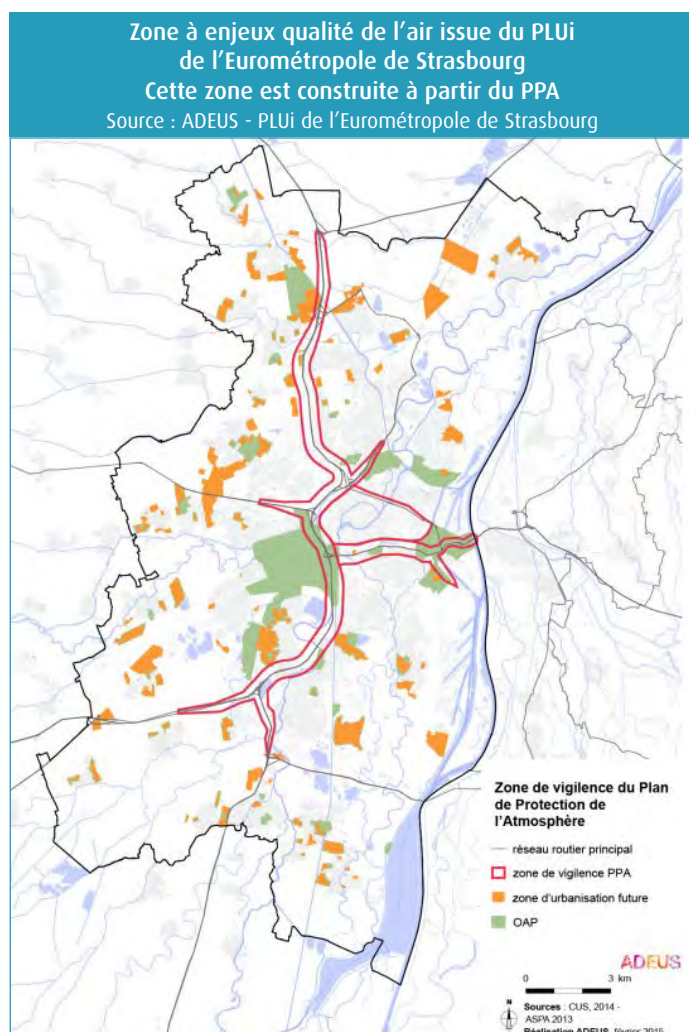 Zone à enjeux qualité de l'air issue du PLUi
de l'Eurométropole de Strasbourg
Cette zone est construite à partir du PPA
Source : ADEUS - PLUi de l'Eurométropole de Strasbourg
Zone de vigilence du Plan
de Protection de
l'Atmosphère
réseau routier principal
zone de vigilence PPA
zone d'urbanisation future
OAP
ADEUS
0 3 km
N
Sources : CUS, 2014 -
ASPA 2013
Réalisation ADEUS, février 2015